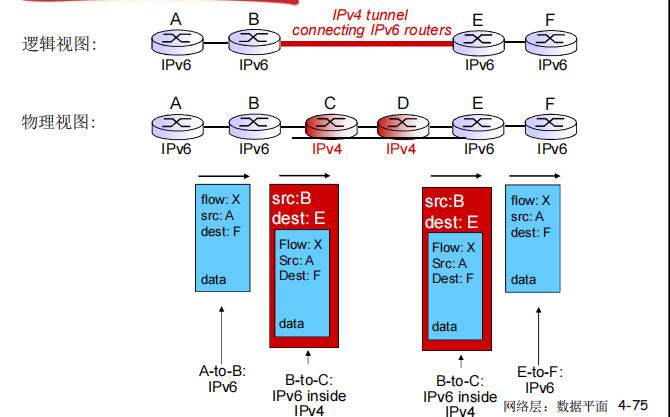 IPv4 tunnel
connecting IPv6 routers
A
B
E
F
逻辑视图:
IPv6
IPv6
IPv6
IPv6
A
B
C
D
E
F
物理视图:
IPv6
IPv6
IPv4
IPv4
IPv6
IPv6
flow: X
src: A
dest: F
data
src:B
dest: E
Flow: X
Src: A
Dest: F
data
src:B
dest: E
Flow: X
Src: A
Dest: F
data
flow: X
src: A
dest: F
data
A-to-B:
IPv6
B-to-C:
IPv6 inside
IPv4
B-to-C:
IPv6 inside
IPv4
E-to-F:
IPv6
网络层：数据平面 4-75